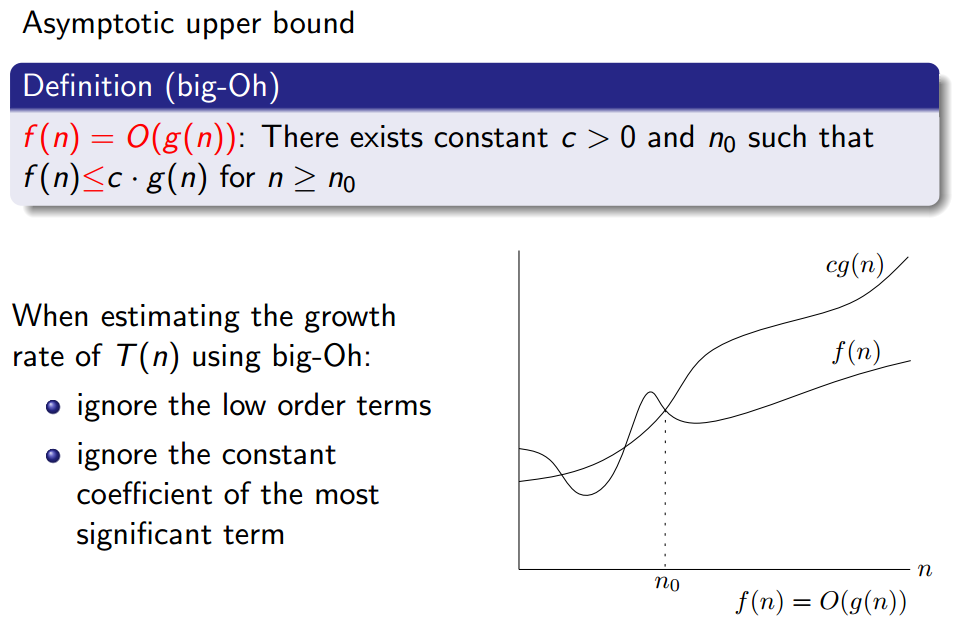 Asymptotic upper bound
Definition (big-Oh)
f(n) = O(g(n)): There exists constant c > 0 and n₀ such that
f(n)≤c · g(n) for n ≥ n₀
When estimating the growth
rate of T(n) using big-Oh:
ignore the low order terms
ignore the constant
coefficient of the most
significant term
cg(n)
f(n)
n
n₀
f(n) = O(g(n))